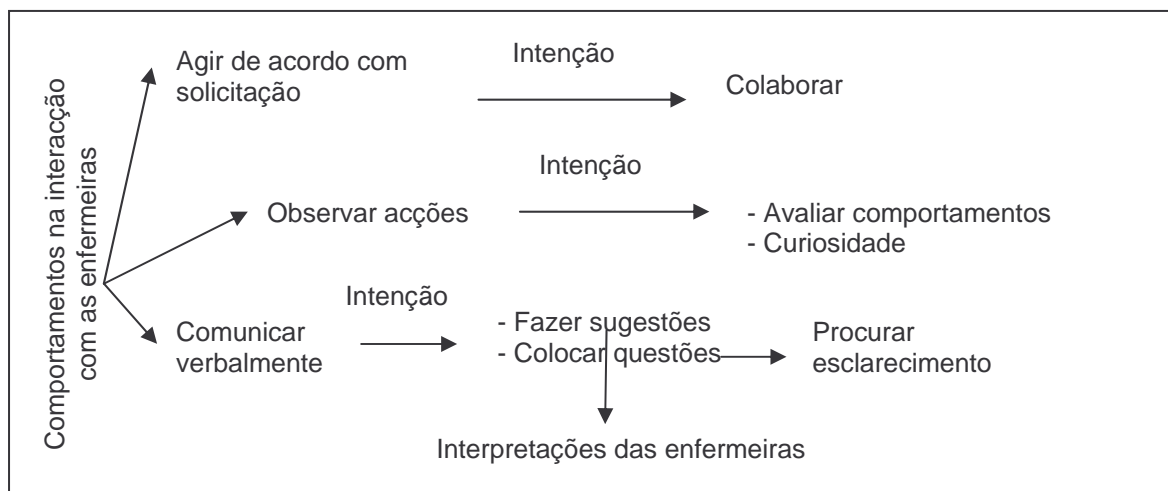 Comportamentos na interacção
com as enfermeiras
Agir de acordo com
solicitação
Intenção
Colaborar
Observar acções
Intenção
- Avaliar comportamentos
- Curiosidade
Comunicar
verbalmente
Intenção
- Fazer sugestões
- Colocar questões
Procurar
esclarecimento
Interpretações das enfermeiras